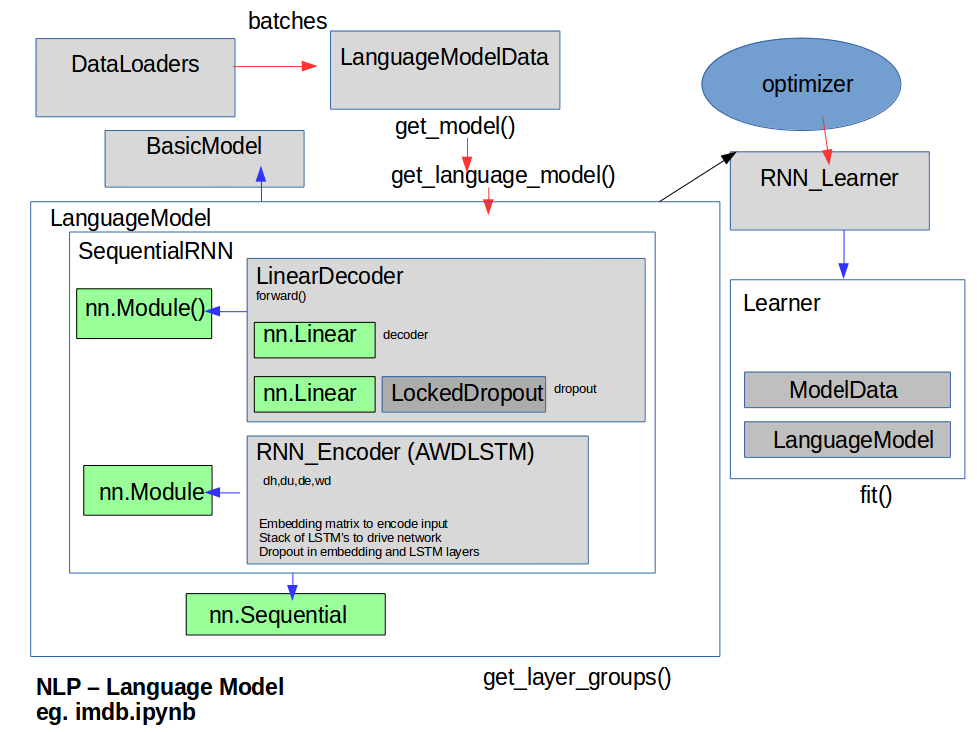 batches
DataLoaders
LanguageModelData
optimizer
get_model()
BasicModel
get_language_model()
RNN_Learner
LanguageModel
SequentialRNN
LinearDecoder
forward()
nn.Module()
nn.Linear
decoder
nn.Linear
LockedDropout
dropout
RNN_Encoder (AWDLSTM)
dh,du,de,wd
nn.Module
Embedding matrix to encode input
Stack of LSTM's to drive network
Dropout in embedding and LSTM layers
nn.Sequential
Learner
ModelData
LanguageModel
fit()
get_layer_groups()
NLP – Language Model
eg. imdb.ipynb